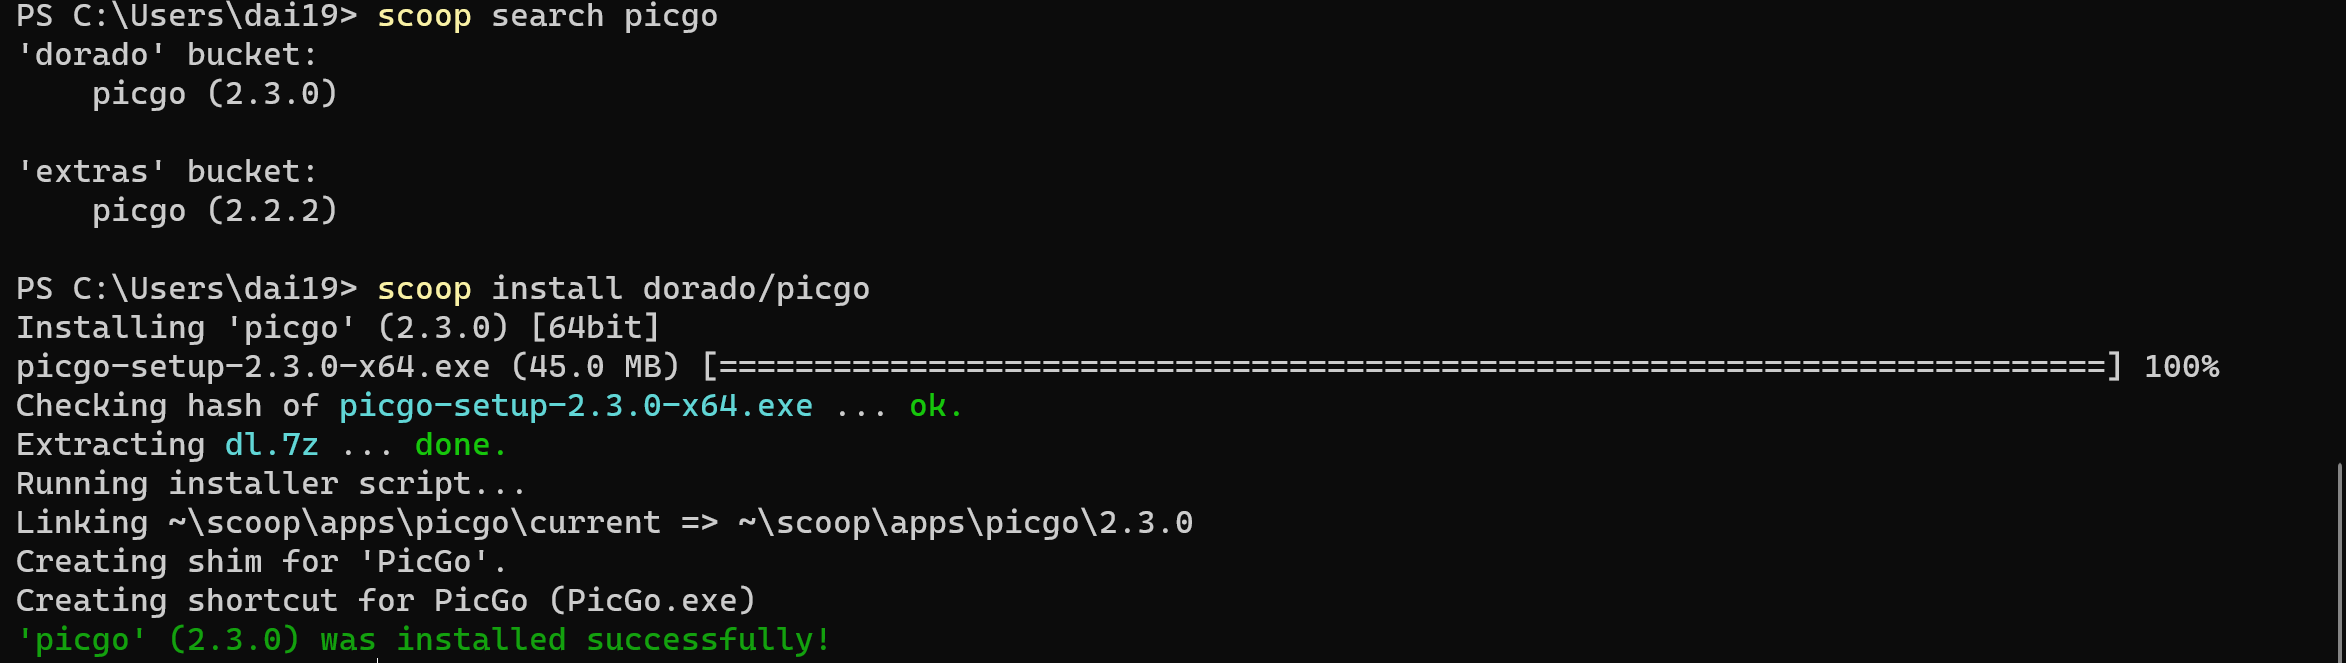 PS C:\Users\dai19> scoop search picgo
'dorado' bucket:
    picgo (2.3.0)

'extras' bucket:
    picgo (2.2.2)

PS C:\Users\dai19> scoop install dorado/picgo
Installing 'picgo' (2.3.0) [64bit]
picgo-setup-2.3.0-x64.exe (45.0 MB) [=========================================================================] 100%
Checking hash of picgo-setup-2.3.0-x64.exe ... ok.
Extracting dl.7z ... done.
Running installer script...
Linking ~\scoop\apps\picgo\current => ~\scoop\apps\picgo\2.3.0
Creating shim for 'PicGo'.
Creating shortcut for PicGo (PicGo.exe)
'picgo' (2.3.0) was installed successfully!